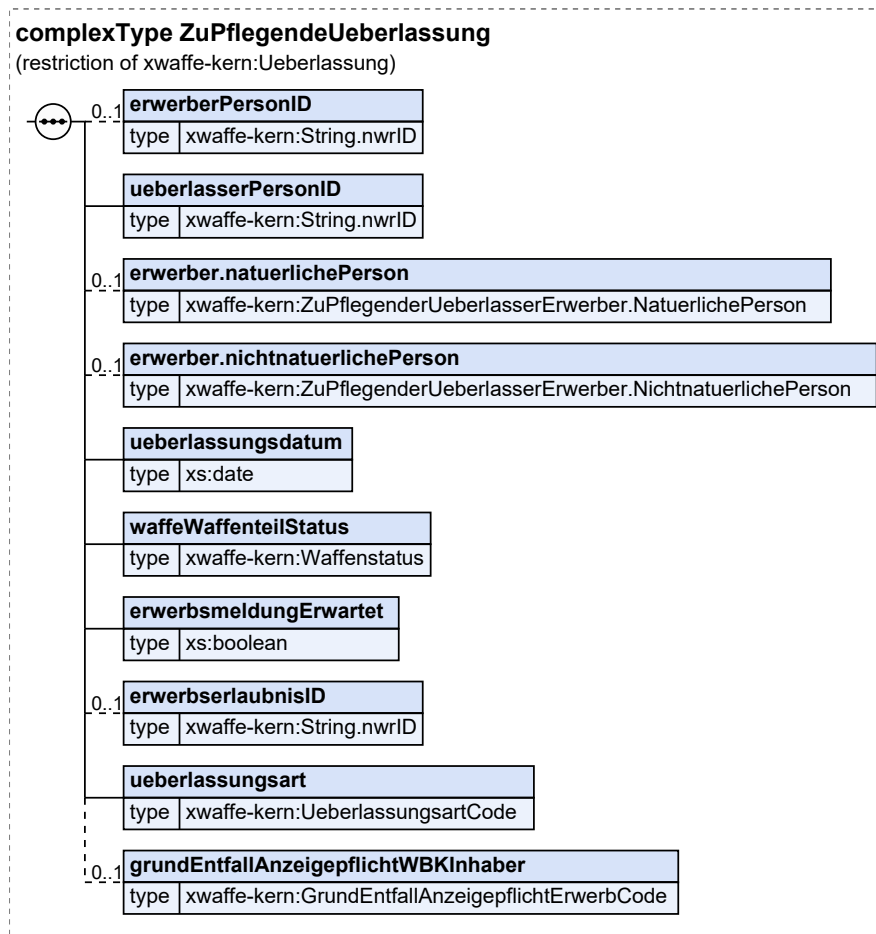 complexType ZuPflegendeUeberlassung
(restriction of xwaffe-kern:Ueberlassung)
0..1 erwerberPersonID
type xwaffe-kern:String.nwrID
ueberlasserPersonID
type xwaffe-kern:String.nwrID
0..1 erwerber.natuerlichePerson
type xwaffe-kern:ZuPflegenderUeberlasserErwerber.NatuerlichePerson
0..1 erwerber.nichtnatuerlichePerson
type xwaffe-kern:ZuPflegenderUeberlasserErwerber.NichtnatuerlichePerson
ueberlassungsdatum
type xs:date
waffeWaffenteilStatus
type xwaffe-kern:Waffenstatus
erwerbsmeldungErwartet
type xs:boolean
0..1 erwerbserlaubnisID
type xwaffe-kern:String.nwrID
ueberlassungsart
type xwaffe-kern:UeberlassungsartCode
0..1 grundEntfallAnzeigepflichtWBKInhaber
type xwaffe-kern:GrundEntfallAnzeigepflichtErwerbCode